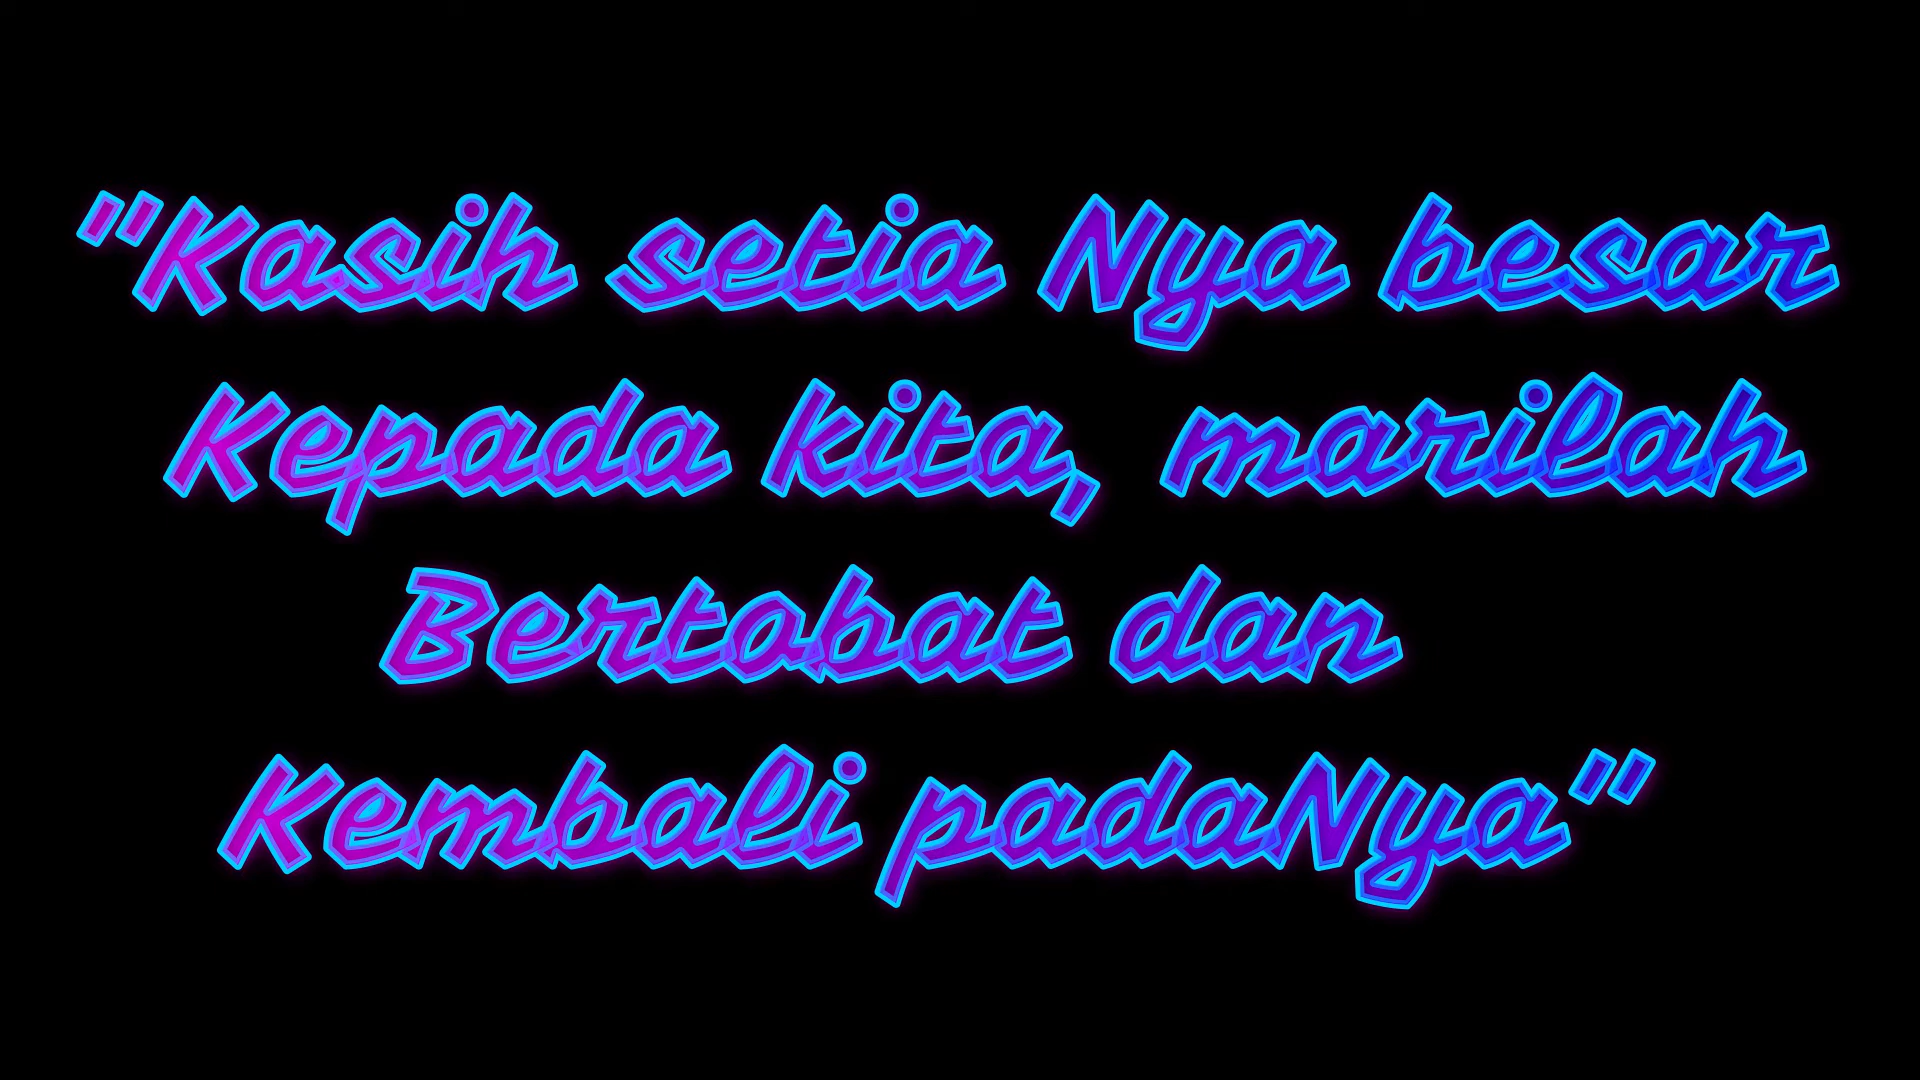 "Kasih setia Nya besar
Kepada kita, marilah
Bertobat dan
Kembali padaNya"